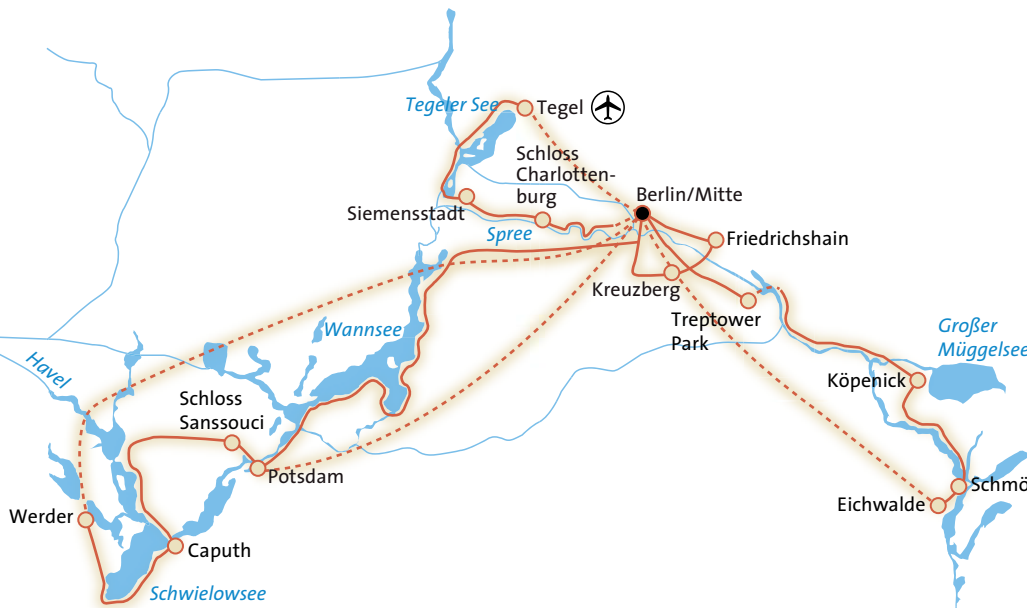 Tegeler See
Tegel
Schloss
Charlotten-
burg
Berlin/Mitte
Siemensstadt
Spree
Friedrichshain
Kreuzberg
Treptower
Park
Wannsee
Großer
Müggelsee
Havel
Köpenick
Schloss
Sanssouci
Potsdam
Schmö
Eichwalde
Werder
Caputh
Schwielowsee